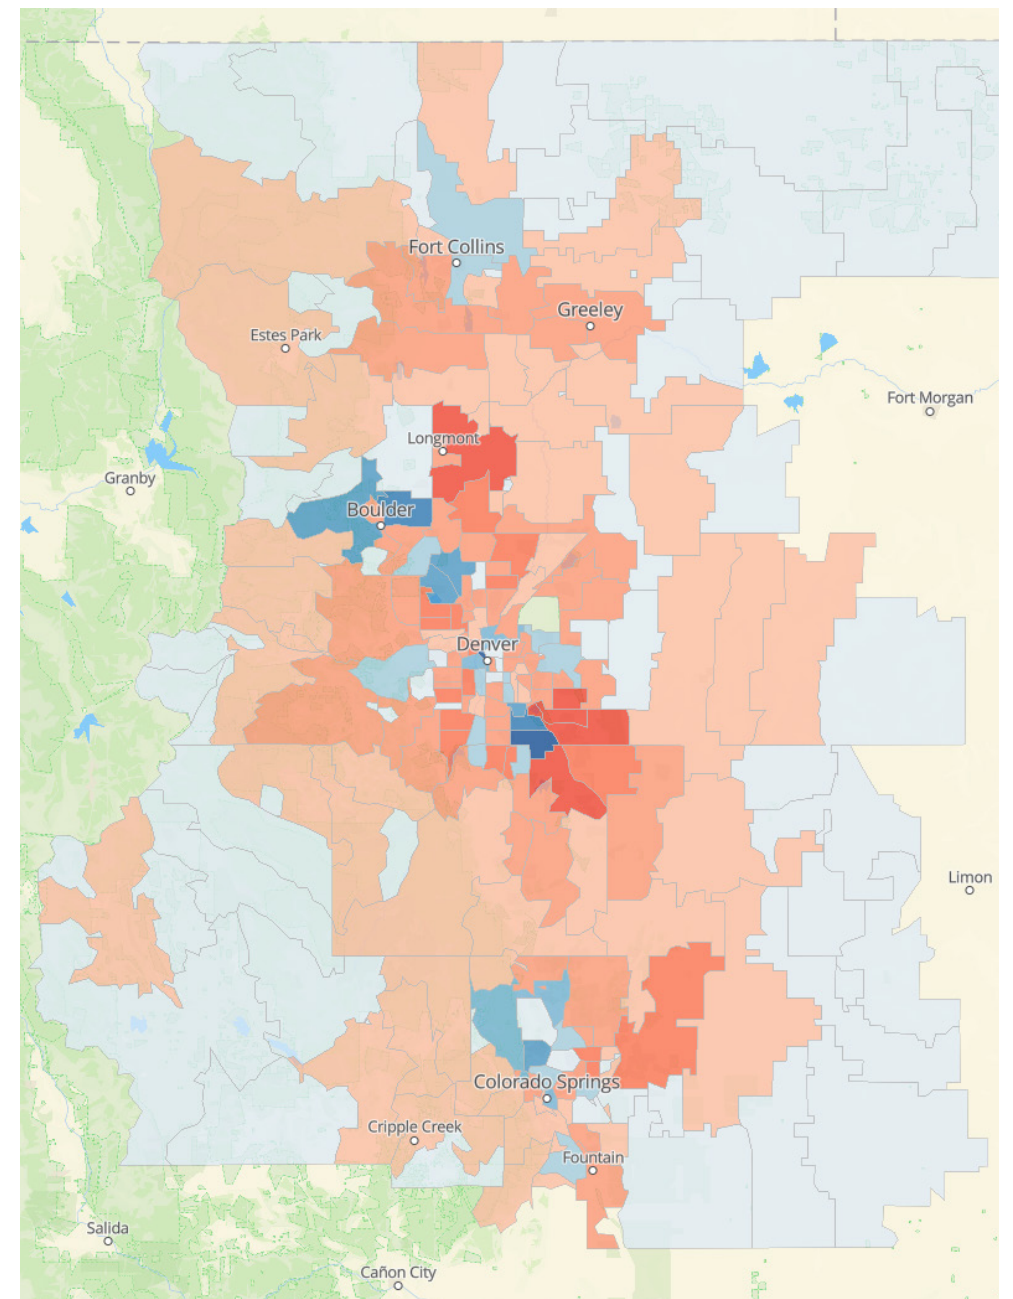 Fort Collins
Greeley
Estes Park
Fort Morgan
Longmont
Granby
Boulder
Denver
Limon
Colorado Springs
Cripple Creek
Fountain
Salida
Cañon City